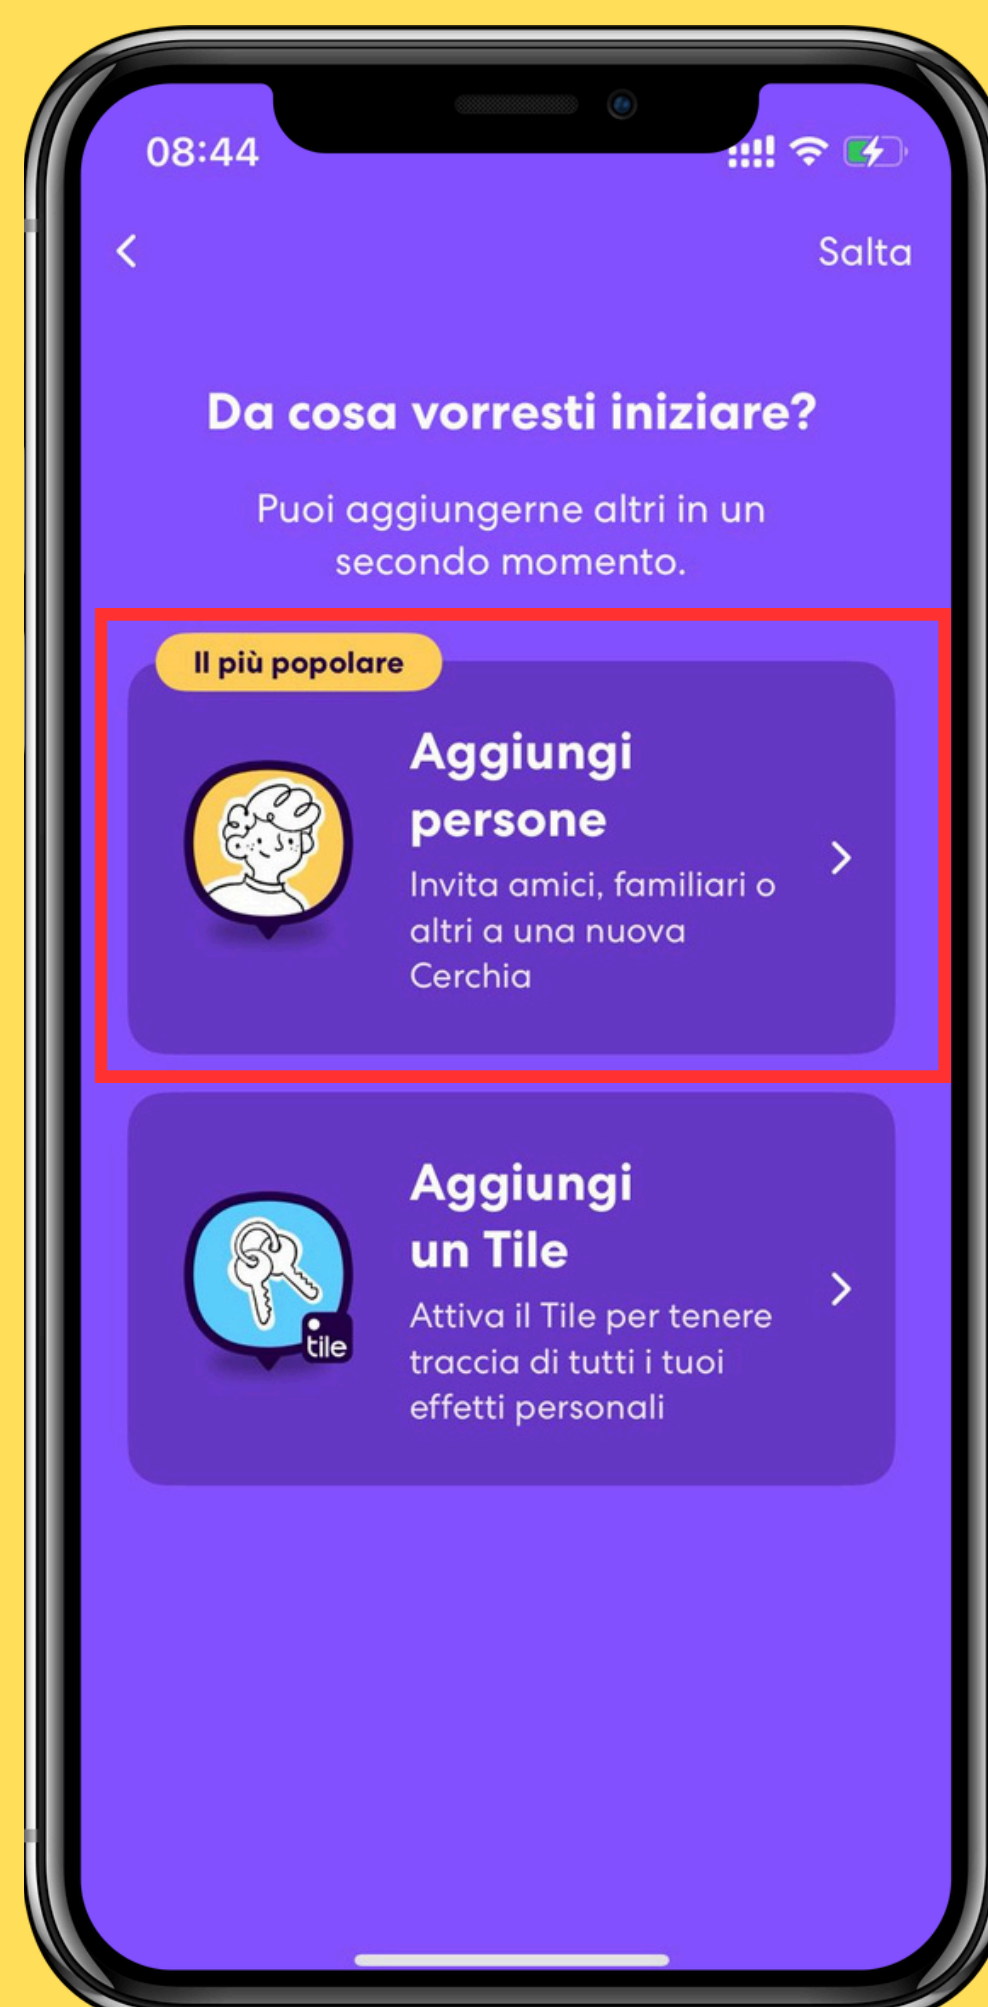 08:44
Salta
Da cosa vorresti iniziare?
Puoi aggiungerne altri in un
secondo momento.
Il più popolare
Aggiungi
persone
Invita amici, familiari o
altri a una nuova
Cerchia
Aggiungi
un Tile
Attiva il Tile per tenere
traccia di tutti i tuoi
effetti personali
tile